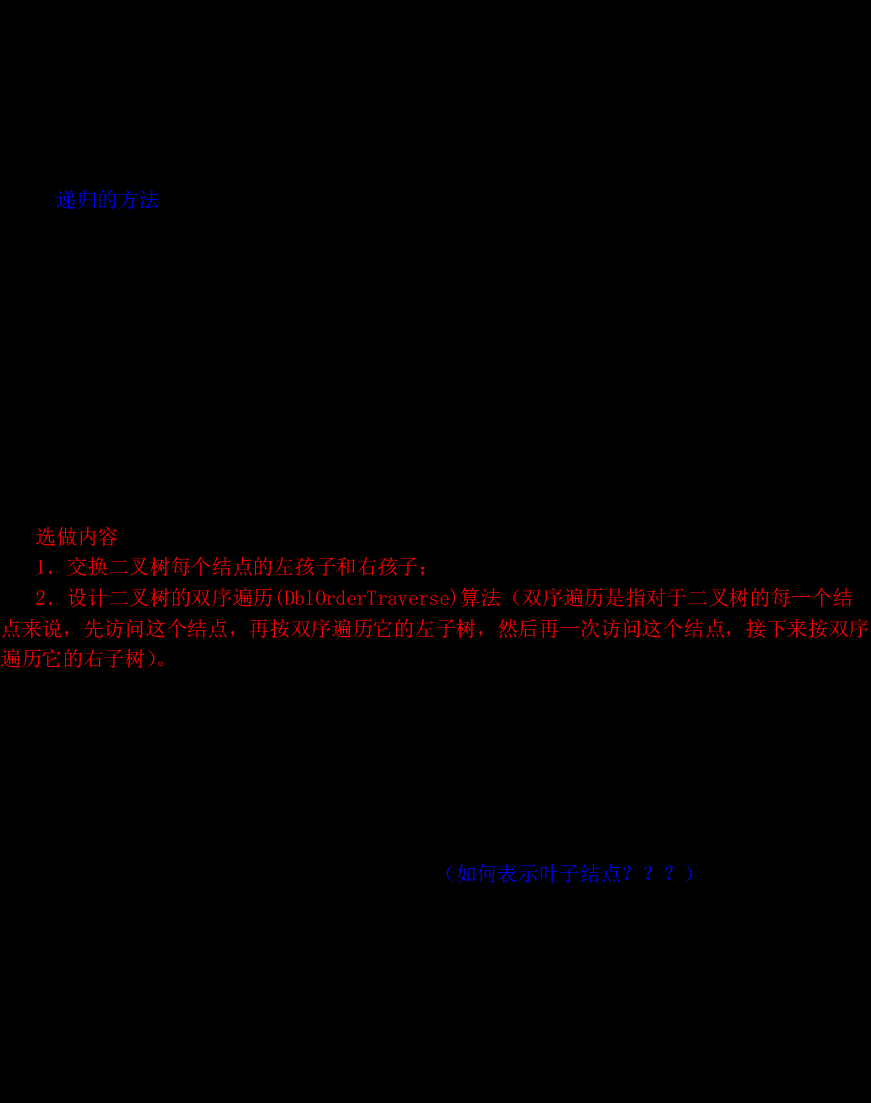 递归的方法
选做内容
1．交换二叉树每个结点的左孩子和右孩子；
2．设计二叉树的双序遍历(DblOrderTraverse)算法（双序遍历是指对于二叉树的每一个结
点来说，先访问这个结点，再按双序遍历它的左子树，然后再一次访问这个结点，接下来按双序
遍历它的右子树）。
（如何表示叶子结点？？？）